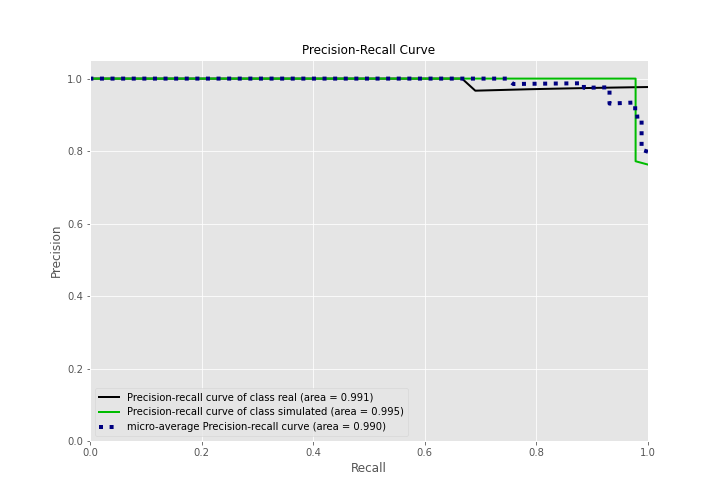 Precision-Recall Curve
1.0
0.8
0.6
0.4
0.2
0.0
Precision
Precision-recall curve of class real (area = 0.991)
Precision-recall curve of class simulated (area = 0.995)
micro-average Precision-recall curve (area = 0.990)
0.0 0.2 0.4 0.6 0.8 1.0
Recall